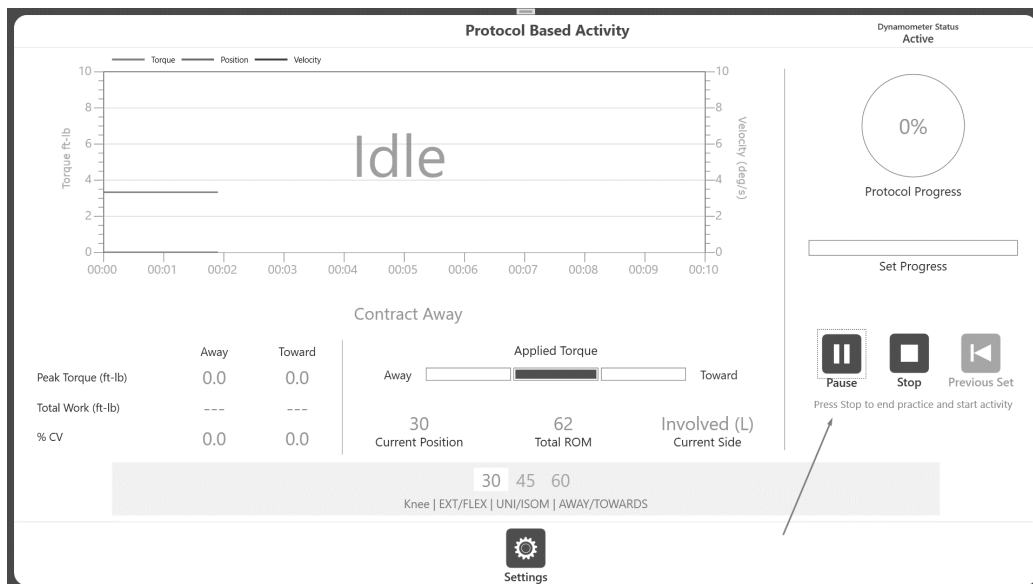 Protocol Based Activity
Dynamometer Status
Active
Torque Position Velocity
Torque ft-lb
10
8
6
4
2
0
Idle
10
8
6
4
2
0
Velocity (deg/s)
00:00 00:01 00:02 00:03 00:04 00:05 00:06 00:07 00:08 00:09 00:10
0%
Protocol Progress
Set Progress
Contract Away
Away Toward
Peak Torque (ft-lb) 0.0 0.0
Total Work (ft-lb) --- ---
% CV 0.0 0.0
Applied Torque
Away Toward
30 62 Involved (L)
Current Position Total ROM Current Side
Pause Stop Previous Set
Press Stop to end practice and start activity
30 45 60
Knee | EXT/FLEX | UNI/ISOM | AWAY/TOWARDS
Settings